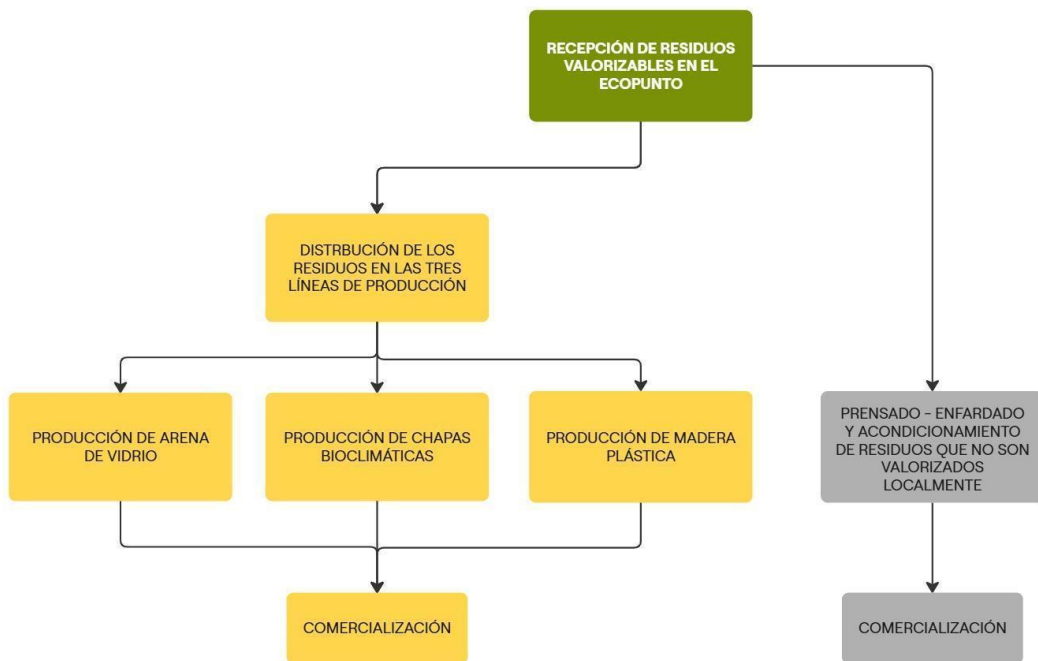 RECEPCIÓN DE RESIDUOS
VALORIZABLES EN EL
ECOPUNTO
DISTRBUCIÓN DE LOS
RESIDUOS EN LAS TRES
LÍNEAS DE PRODUCCIÓN
PRODUCCIÓN DE ARENA
DE VIDRIO
PRODUCCIÓN DE CHAPAS
BIOCLIMÁTICAS
PRODUCCIÓN DE MADERA
PLÁSTICA
PRENSADO - ENFARDADO
Y ACONDICIONAMIENTO
DE RESIDUOS QUE NO SON
VALORIZADOS
LOCALMENTE
COMERCIALIZACIÓN
COMERCIALIZACIÓN